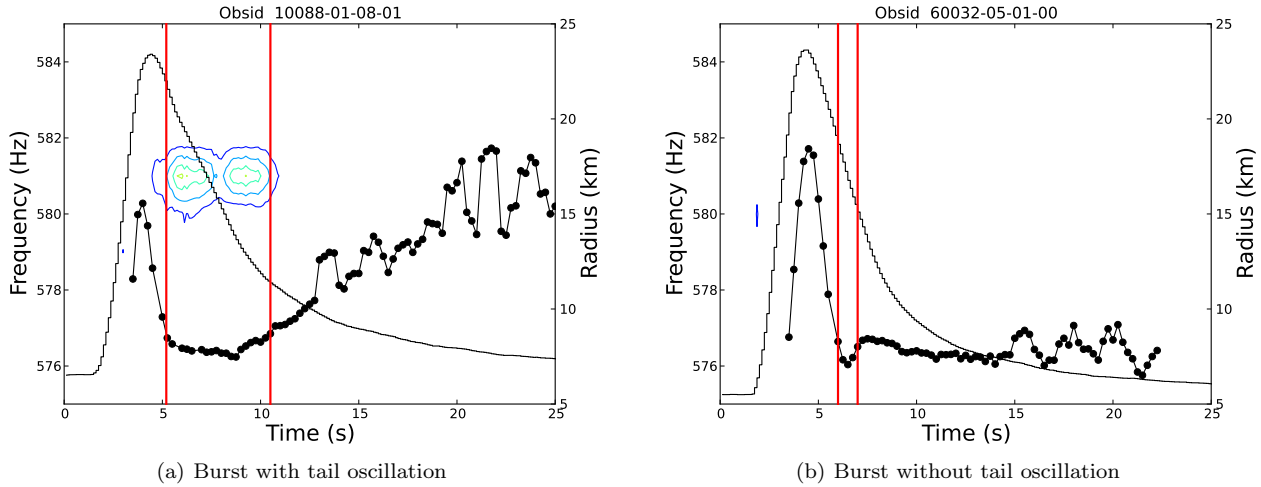 Obsid 10088-01-08-01
Frequency (Hz)
584
582
580
578
576
25
20
15
10
5
Radius (km)
0 5 10 15 20 25
Time (s)
(a) Burst with tail oscillation
Obsid 60032-05-01-00
Frequency (Hz)
584
582
580
578
576
25
20
15
10
5
Radius (km)
0 5 10 15 20 25
Time (s)
(b) Burst without tail oscillation